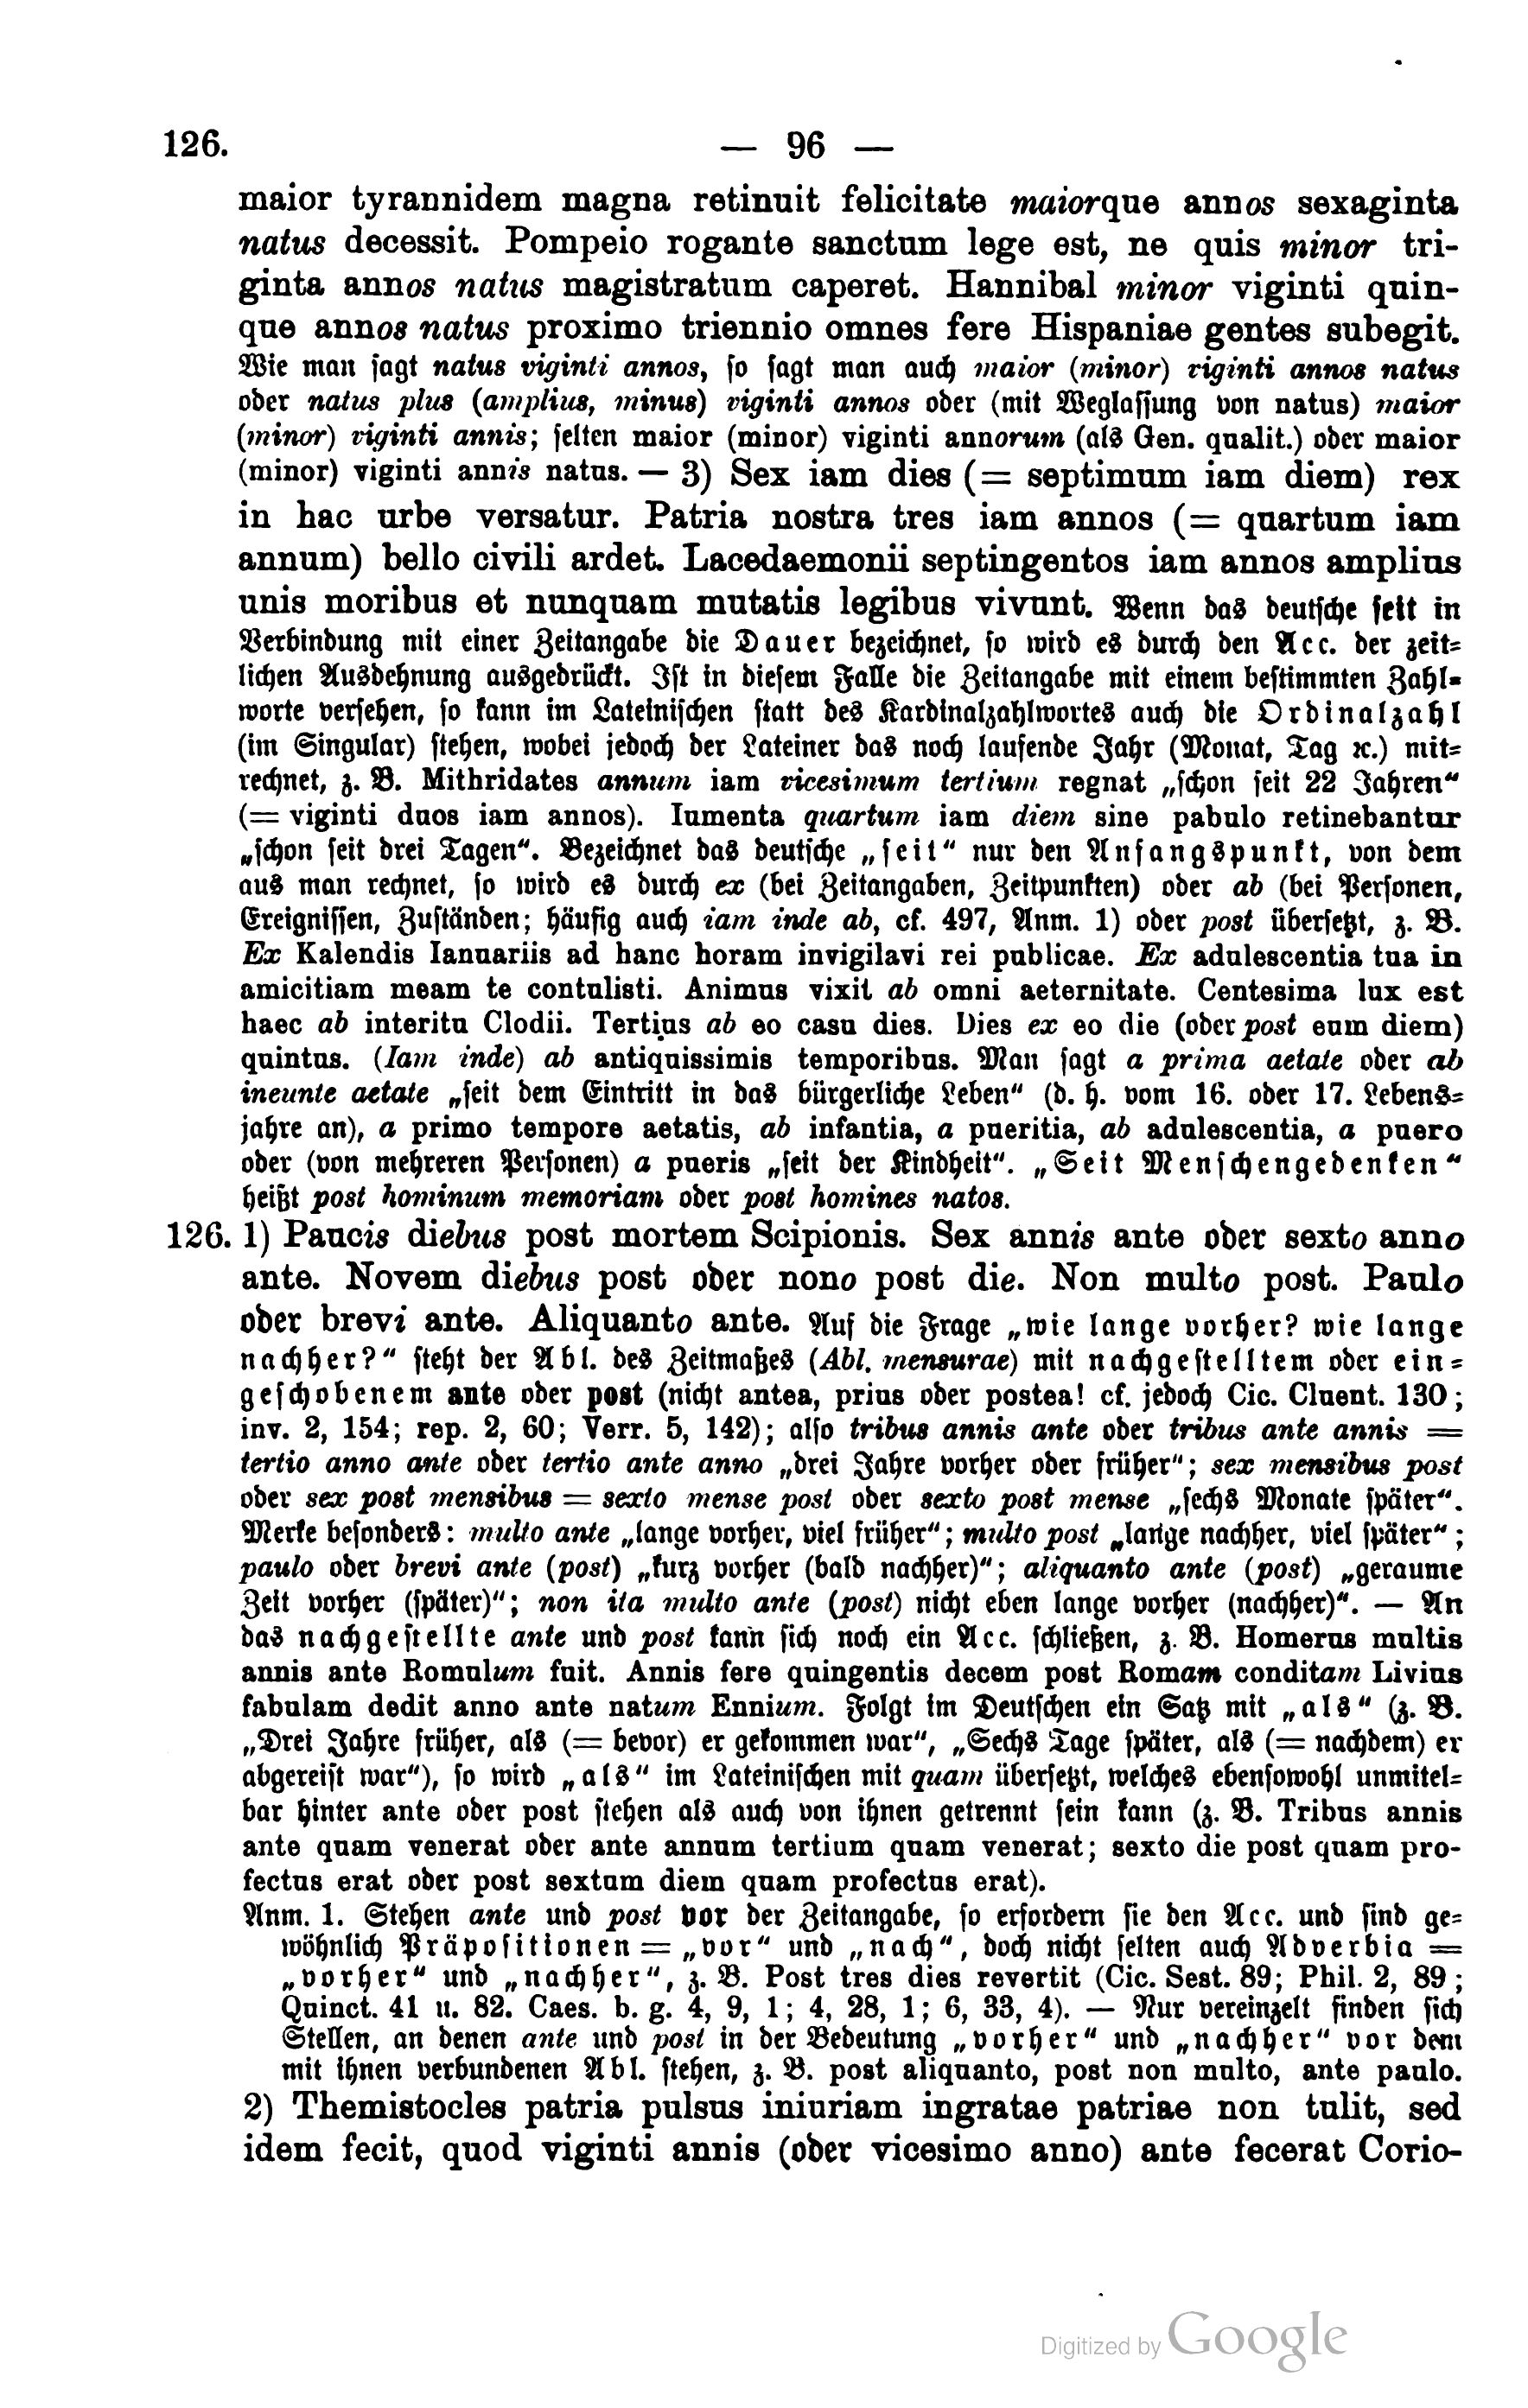 126.
— 96 —
maior tyrannidem magna retinuit felicitate maiorque annos sexaginta
natus decessit. Pompeio rogante sanctum lege est, ne quis minor tri-
ginta annos natus magistratum caperet. Hannibal minor viginti quin-
que annos natus proximo triennio omnes fere Hispaniae gentes subegit.
Wie man sagt natus viginti annos, so sagt man auch maior (minor) viginti annos natus
oder natus plus (amplius, minus) viginti annos oder (mit Weglassung von natus) maior
(minor) viginti annis; selten maior (minor) viginti annorum (als Gen. qualit.) oder maior
(minor) viginti annis natus. — 3) Sex iam dies (= septimum iam diem) rex
in hac urbe versatur. Patria nostra tres iam annos (= quartum iam
annum) bello civili ardet. Lacedaemonii septingentos iam annos amplius
unis moribus et nunquam mutatis legibus vivunt. Wenn das deutsche seit in
Verbindung mit einer Zeitangabe die Dauer bezeichnet, so wird es durch den Acc. der zeit-
lichen Ausdehnung ausgedrückt. Ist in diesem Falle die Zeitangabe mit einem bestimmten Zahl-
worte versehen, so kann im Lateinischen statt des Kardinalzahlwortes auch die Ordinalzahl
(im Singular) stehen, wobei jedoch der Lateiner das noch laufende Jahr (Monat, Tag ꝛc.) mit-
rechnet, z. B. Mithridates annum iam vicesimum tertium regnat „schon seit 22 Jahren“
(= viginti duos iam annos). Iumenta quartum iam diem sine pabulo retinebantur
„schon seit drei Tagen“. Bezeichnet das deutsche „seit“ nur den Anfangspunkt, von dem
aus man rechnet, so wird es durch ex (bei Zeitangaben, Zeitpunkten) oder ab (bei Personen,
Ereignissen, Zuständen; häufig auch iam inde ab, cf. 497, Anm. 1) oder post übersetzt, z. B.
Ex Kalendis Ianuariis ad hanc horam invigilavi rei publicae. Ex adulescentia tua in
amicitiam meam te contulisti. Animus vixit ab omni aeternitate. Centesima lux est
haec ab interitu Clodii. Tertius ab eo casu dies. Dies ex eo die (oder post eum diem)
quintus. (Iam inde) ab antiquissimis temporibus. Man sagt a prima aetate oder ab
ineunte aetate „seit dem Eintritt in das bürgerliche Leben“ (d. h. vom 16. oder 17. Lebens-
jahre an), a primo tempore aetatis, ab infantia, a pueritia, ab adulescentia, a puero
oder (von mehreren Personen) a pueris „seit der Kindheit“. „Seit Menschengedenken“
heißt post hominum memoriam oder post homines natos.
126. 1) Paucis diebus post mortem Scipionis. Sex annis ante oder sexto anno
ante. Novem diebus post oder nono post die. Non multo post. Paulo
oder brevi ante. Aliquanto ante. Auf die Frage „wie lange vorher? wie lange
nachher?“ steht der Abl. des Zeitmaßes (Abl. mensurae) mit nachgestelltem oder ein-
geschobenem ante oder post (nicht antea, prius oder postea! cf. jedoch Cic. Cluent. 130;
inv. 2, 154; rep. 2, 60; Verr. 5, 142); also tribus annis ante oder tribus ante annis =
tertio anno ante oder tertio ante anno „drei Jahre vorher oder früher“; sex mensibus post
oder sex post mensibus = sexto mense post oder sexto post mense „sechs Monate später“.
Merke besonders: multo ante „lange vorher, viel früher“; multo post „lange nachher, viel später“;
paulo oder brevi ante (post) „kurz vorher (bald nachher)“; aliquanto ante (post) „geraume
Zeit vorher (später)“; non ita multo ante (post) nicht eben lange vorher (nachher)“. — An
das nachgestellte ante und post kann sich noch ein Acc. schließen, z. B. Homerus multis
annis ante Romulum fuit. Annis fere quingentis decem post Romam conditam Livius
fabulam dedit anno ante natum Ennium. Folgt im Deutschen ein Satz mit „als“ (z. B.
„Drei Jahre früher, als (= bevor) er gekommen war“, „Sechs Tage später, als (= nachdem) er
abgereist war“), so wird „als“ im Lateinischen mit quam übersetzt, welches ebensowohl unmitel-
bar hinter ante oder post stehen als auch von ihnen getrennt sein kann (z. B. Tribus annis
ante quam venerat oder ante annum tertium quam venerat; sexto die post quam pro-
fectus erat oder post sextum diem quam profectus erat).
Anm. 1. Stehen ante und post vor der Zeitangabe, so erfordern sie den Acc. und sind ge-
wöhnlich Präpositionen = „vor“ und „nach“, doch nicht selten auch Adverbia =
„vorher“ und „nachher“, z. B. Post tres dies revertit (Cic. Sest. 89; Phil. 2, 89;
Quinct. 41 u. 82. Caes. b. g. 4, 9, 1; 4, 28, 1; 6, 33, 4). — Nur vereinzelt finden sich
Stellen, an denen ante und post in der Bedeutung „vorher“ und „nachher“ vor dem
mit ihnen verbundenen Abl. stehen, z. B. post aliquanto, post non multo, ante paulo.
2) Themistocles patria pulsus iniuriam ingratae patriae non tulit, sed
idem fecit, quod viginti annis (oder vicesimo anno) ante fecerat Corio-
Digitized by Google